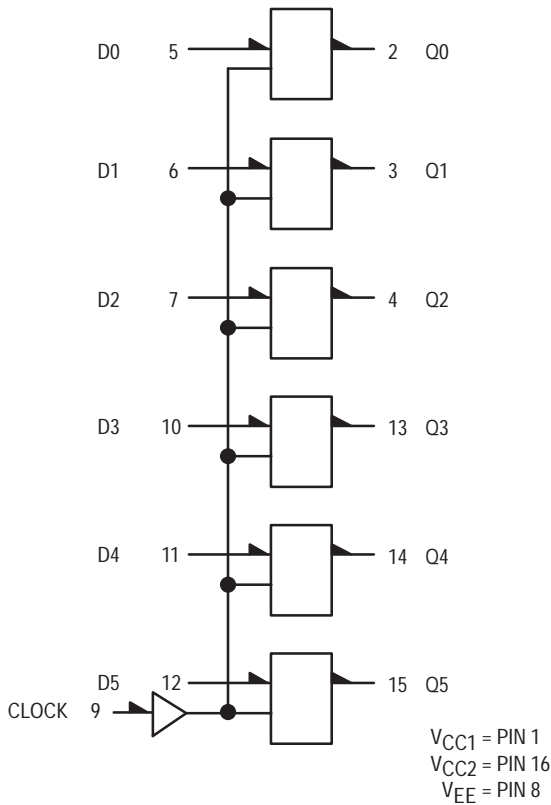 D0 5 2 Q0
D1 6 3 Q1
D2 7 4 Q2
D3 10 13 Q3
D4 11 14 Q4
D5 12 15 Q5
CLOCK 9
VCC1 = PIN 1
VCC2 = PIN 16
VEE = PIN 8